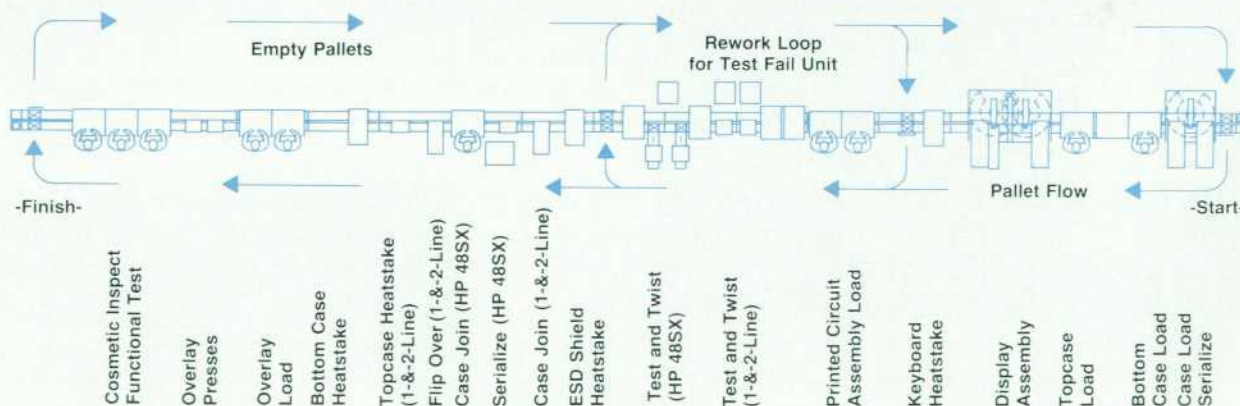 Empty Pallets
Rework Loop
for Test Fail Unit
-Finish-
Pallet Flow
-Start-
Cosmetic Inspect
Functional Test
Overlay
Presses
Overlay
Load
Bottom Case
Heatstake
Topcase Heatstake
(1-&-2-Line)
Flip Over (1-&-2-Line)
Case Join (HP 48SX)
Serialize (HP 48SX)
Case Join (1-&-2-Line)
ESD Shield
Heatstake
Test and Twist
(HP 48SX)
Test and Twist
(1-&-2-Line)
Printed Circuit
Assembly Load
Keyboard
Heatstake
Display
Assembly
Topcase
Load
Bottom
Case Load
Case Load
Serialize